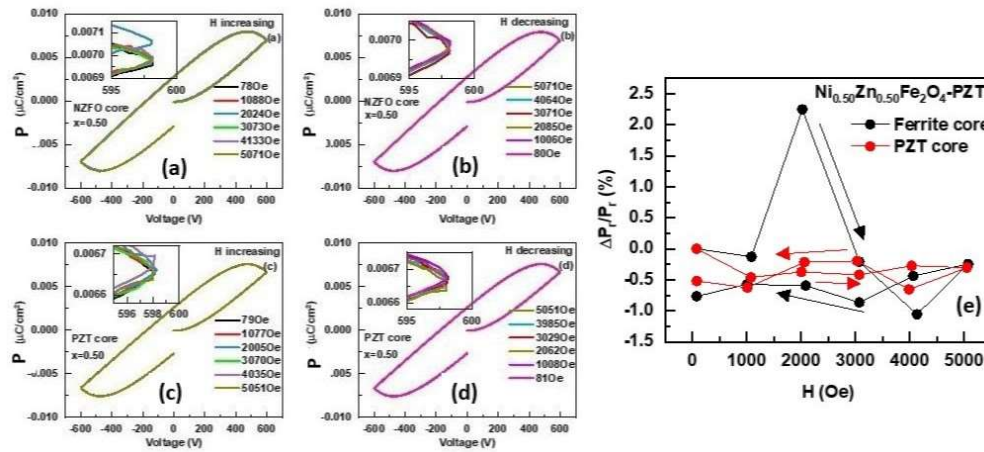 H increasing
(a)
0.010
0.005
0.000
-.005
-0.010
P (µC/cm²)
0.0071
0.0070
0.0069
595
600
NZFO core
x=0.50
78Oe
1088Oe
2024Oe
3073Oe
4133Oe
5071Oe
(a)
-600 -400 -200 0 200 400 600
Voltage (V)
H decreasing
(b)
0.010
0.005
0.000
-.005
-0.010
P (µC/cm²)
0.0070
0.0069
595
600
NZFO core
x=0.50
5071Oe
4064Oe
3071Oe
2085Oe
1006Oe
80Oe
(b)
-600 -400 -200 0 200 400 600
Voltage (V)
H increasing
(c)
0.010
0.005
0.000
-.005
-0.010
P (µC/cm²)
0.0067
0.0066
596 598 600
PZT core
x=0.50
79Oe
1077Oe
2005Oe
3070Oe
4035Oe
5051Oe
(c)
-600 -400 -200 0 200 400 600
Voltage (V)
H decreasing
(d)
0.010
0.005
0.000
-.005
-0.010
P (µC/cm²)
0.0067
0.0066
595
600
PZT core
x=0.50
5051Oe
3985Oe
3029Oe
2062Oe
1008Oe
81Oe
(d)
-600 -400 -200 0 200 400 600
Voltage (V)
Ni₀.₅₀Zn₀.₅₀Fe₂O₄-PZT
Ferrite core
PZT core
2.5
2.0
1.5
1.0
0.5
0.0
-0.5
-1.0
-1.5
ΔPᵣ/Pᵣ (%)
(e)
0 1000 2000 3000 4000 5000
H (Oe)